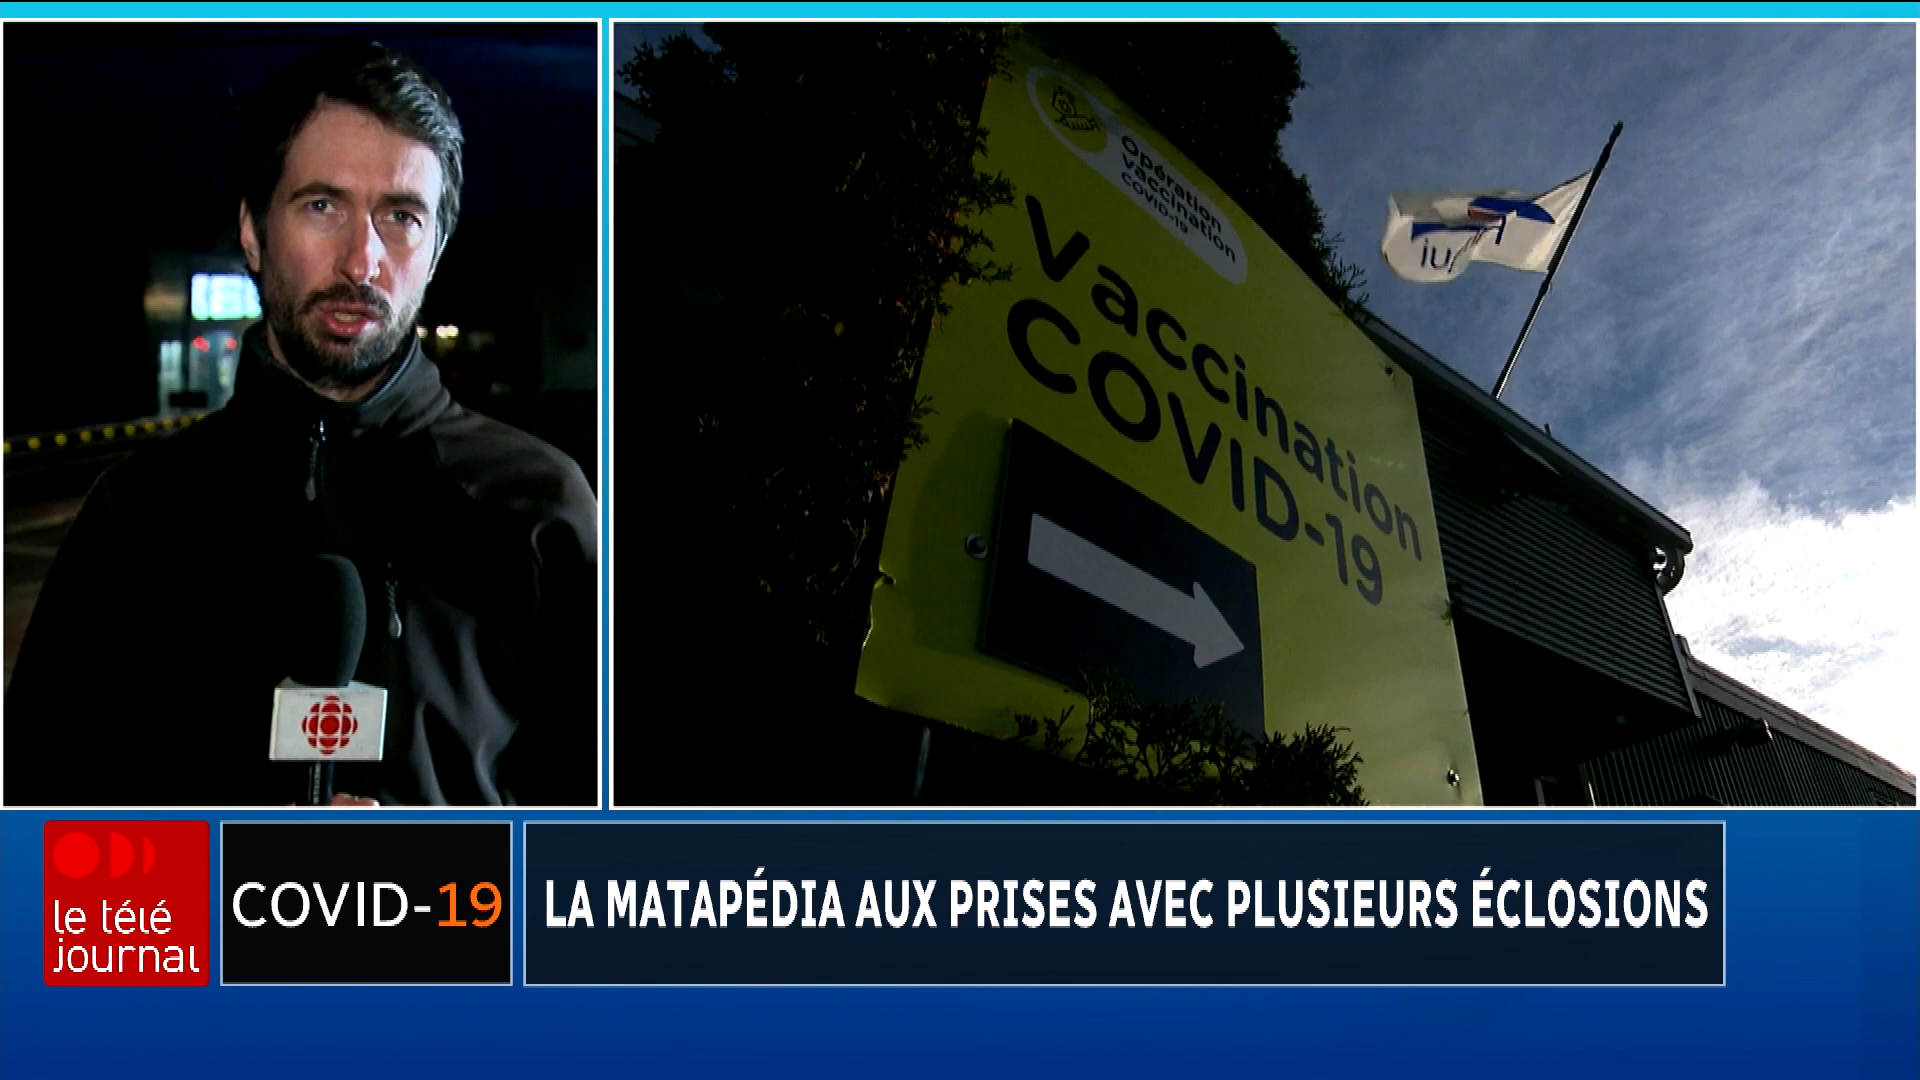 Opération
vaccination
COVID-19
vaccination
COVID-19
le télé
journal
COVID-19
LA MATAPÉDIA AUX PRISES AVEC PLUSIEURS ÉCLOSIONS